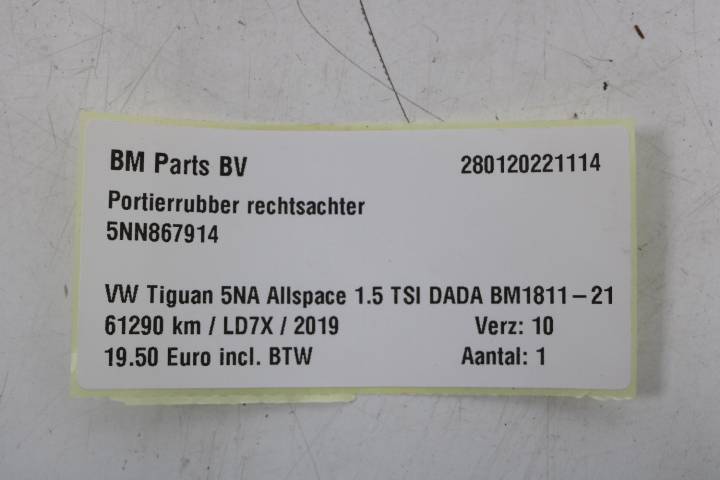 BM Parts BV 280120221114
Portierrubber rechtsachter
5NN867914
VW Tiguan 5NA Allspace 1.5 TSI DADA BM1811-21
61290 km / LD7X / 2019 Verz: 10
19.50 Euro incl. BTW Aantal: 1